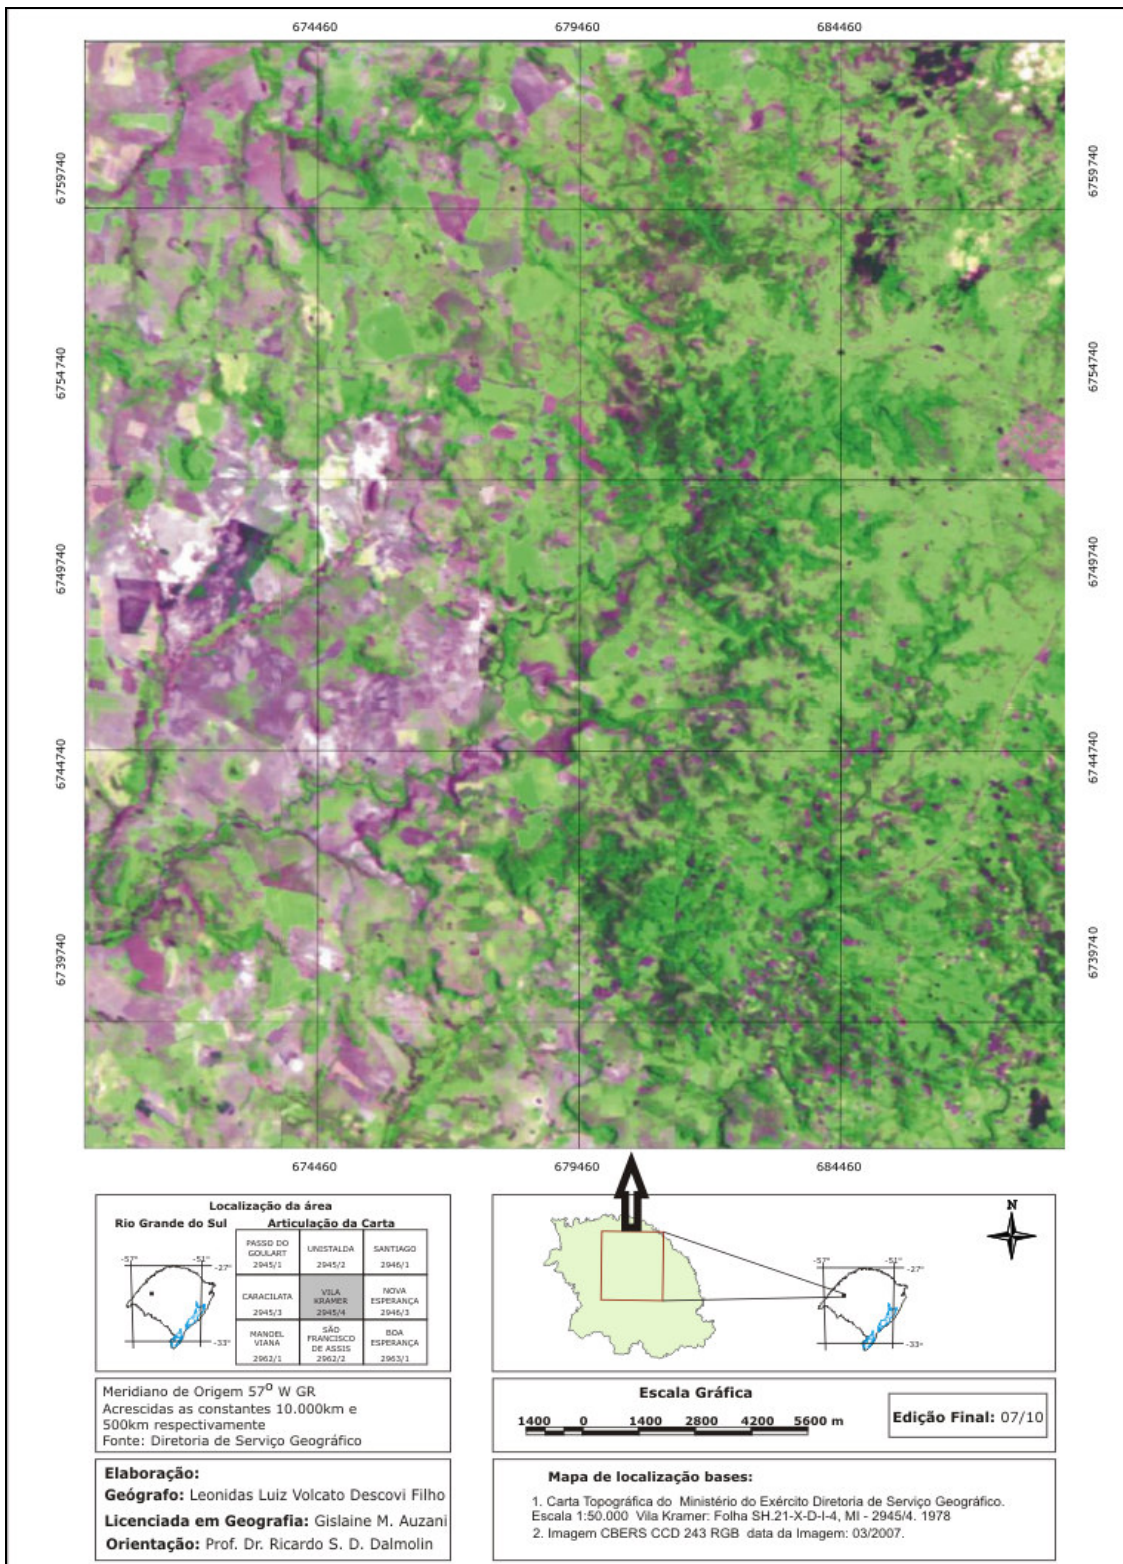 674460 679460 684460
6759740 6759740
6754740 6754740
6749740 6749740
6744740 6744740
6739740 6739740
674460 679460 684460
Localização da área
Rio Grande do Sul Articulação da Carta
-57° -51°
-27°
-33°
PASSO DO
GOULART
2945/1
UNISTALDA
2945/2
SANTIAGO
2946/1
CARACILATA
2945/3
VILA
KRAMER
2945/4
NOVA
ESPERANÇA
2946/3
MANOEL
VIANA
2962/1
SÃO
FRANCISCO
DE ASSIS
2962/2
BOA
ESPERANÇA
2963/1
N
-57° -51°
-27°
-33°
Meridiano de Origem 57º W GR
Acrescidas as constantes 10.000km e
500km respectivamente
Fonte: Diretoria de Serviço Geográfico
Escala Gráfica
1400 0 1400 2800 4200 5600 m
Edição Final: 07/10
Elaboração:
Geógrafo: Leonidas Luiz Volcato Descovi Filho
Licenciada em Geografia: Gislaine M. Auzani
Orientação: Prof. Dr. Ricardo S. D. Dalmolin
Mapa de localização bases:
1. Carta Topográfica do Ministério do Exército Diretoria de Serviço Geográfico.
Escala 1:50.000 Vila Kramer: Folha SH.21-X-D-I-4, MI - 2945/4. 1978
2. Imagem CBERS CCD 243 RGB data da Imagem: 03/2007.